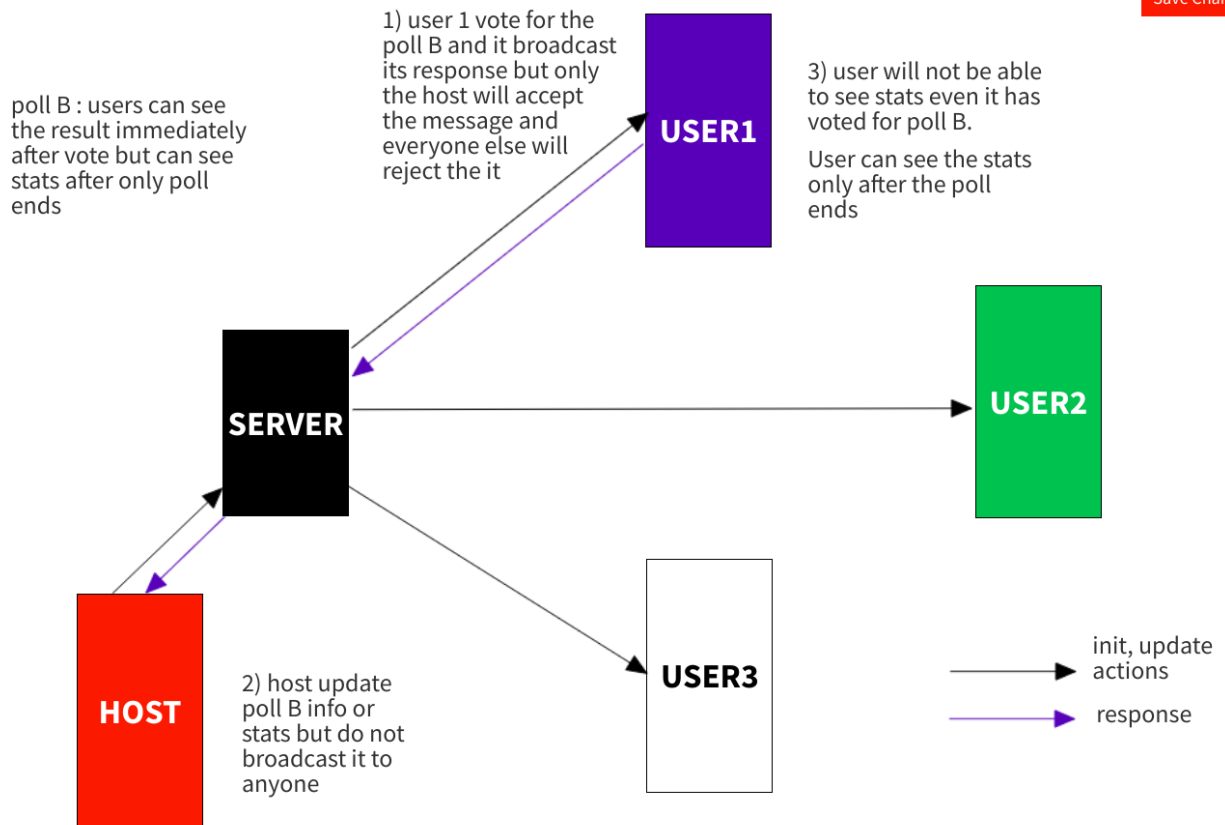 Save Chan
1) user 1 vote for the
poll B and it broadcast
its response but only
the host will accept
the message and
everyone else will
reject the it
poll B : users can see
the result immediately
after vote but can see
stats after only poll
ends
USER1
3) user will not be able
to see stats even it has
voted for poll B.
User can see the stats
only after the poll
ends
SERVER
USER2
HOST
2) host update
poll B info or
stats but do not
broadcast it to
anyone
USER3
init, update
actions
response